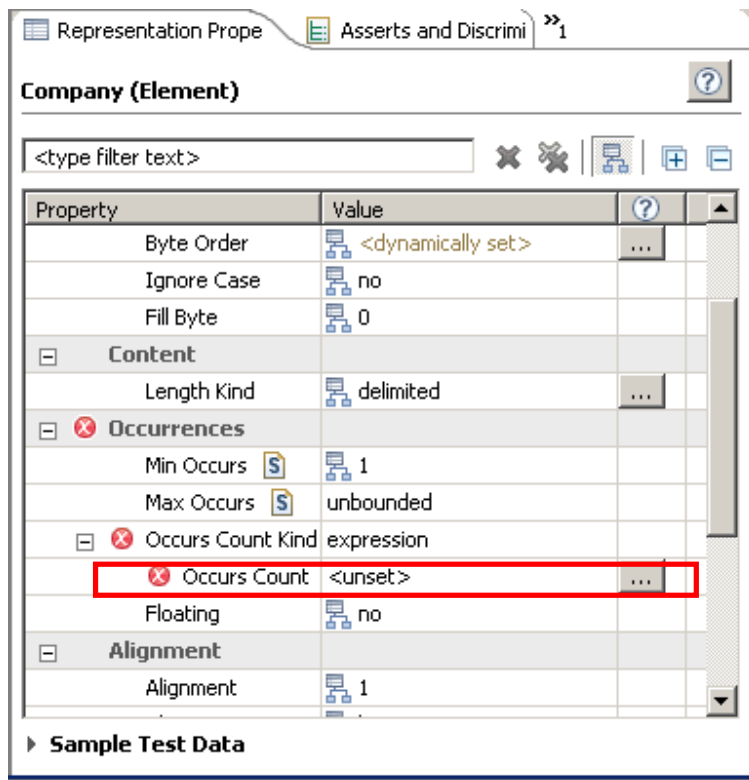 Representation Prope Asserts and Discrimi »1
Company (Element)
<type filter text>
Property Value
Byte Order <dynamically set> ...
Ignore Case no
Fill Byte 0
Content
Length Kind delimited ...
Occurrences
Min Occurs S 1
Max Occurs S unbounded
Occurs Count Kind expression
Occurs Count <unset> ...
Floating no
Alignment
Alignment 1
Sample Test Data